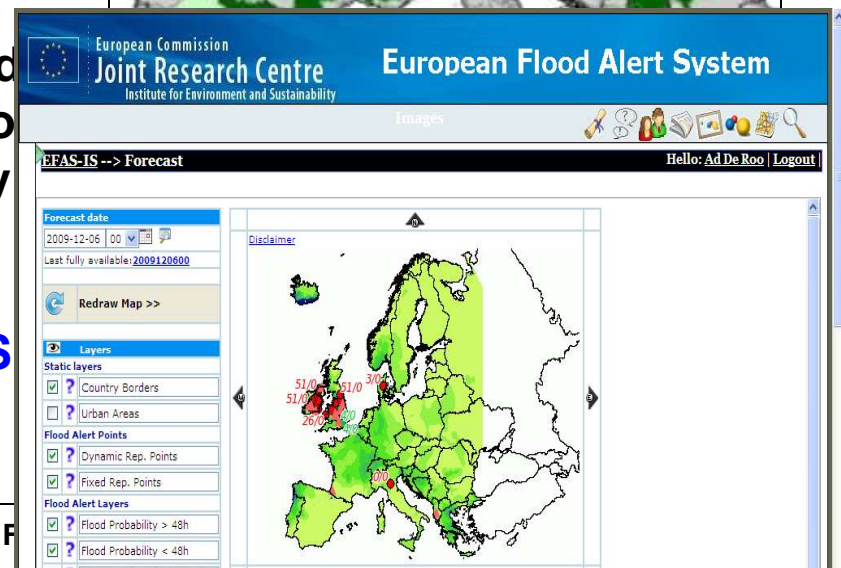 European Commission
Joint Research Centre
Institute for Environment and Sustainability
European Flood Alert System
Images
EFAS-IS --> Forecast
Hello: Ad De Roo | Logout |
Forecast date
2009-12-06 00
Last fully available: 2009120600
Redraw Map >>
Layers
Static layers
? Country Borders
? Urban Areas
Flood Alert Points
? Dynamic Rep. Points
? Fixed Rep. Points
Flood Alert Layers
? Flood Probability > 48h
? Flood Probability < 48h
Disclaimer
51/0
51/0
51/0
26/0
3/0
0/0